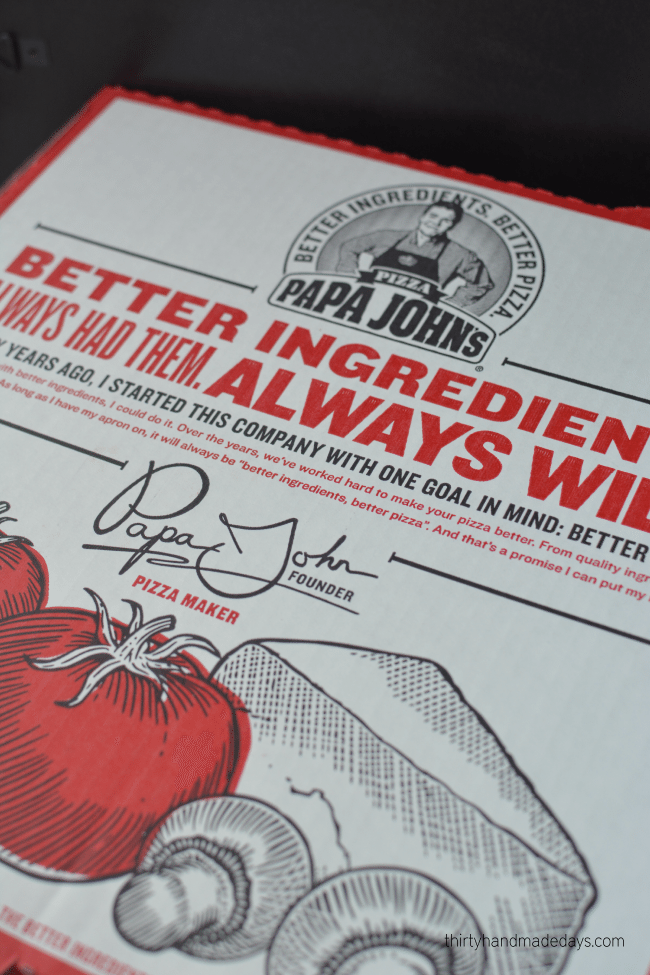 BETTER INGREDIENTS. BETTER PIZZA.
PIZZA
PAPA JOHN'S
®
BETTER INGREDIEN
ALWAYS HAD THEM. ALWAYS WIL
YEARS AGO, I STARTED THIS COMPANY WITH ONE GOAL IN MIND: BETTER
with better ingredients, I could do it. Over the years, we've worked hard to make your pizza better. From quality ingr
As long as I have my apron on, it will always be "better ingredients, better pizza". And that's a promise I can put my
Papa John
FOUNDER
PIZZA MAKER
THE BETTER INGREDIEN
thirtyhandmadedays.com